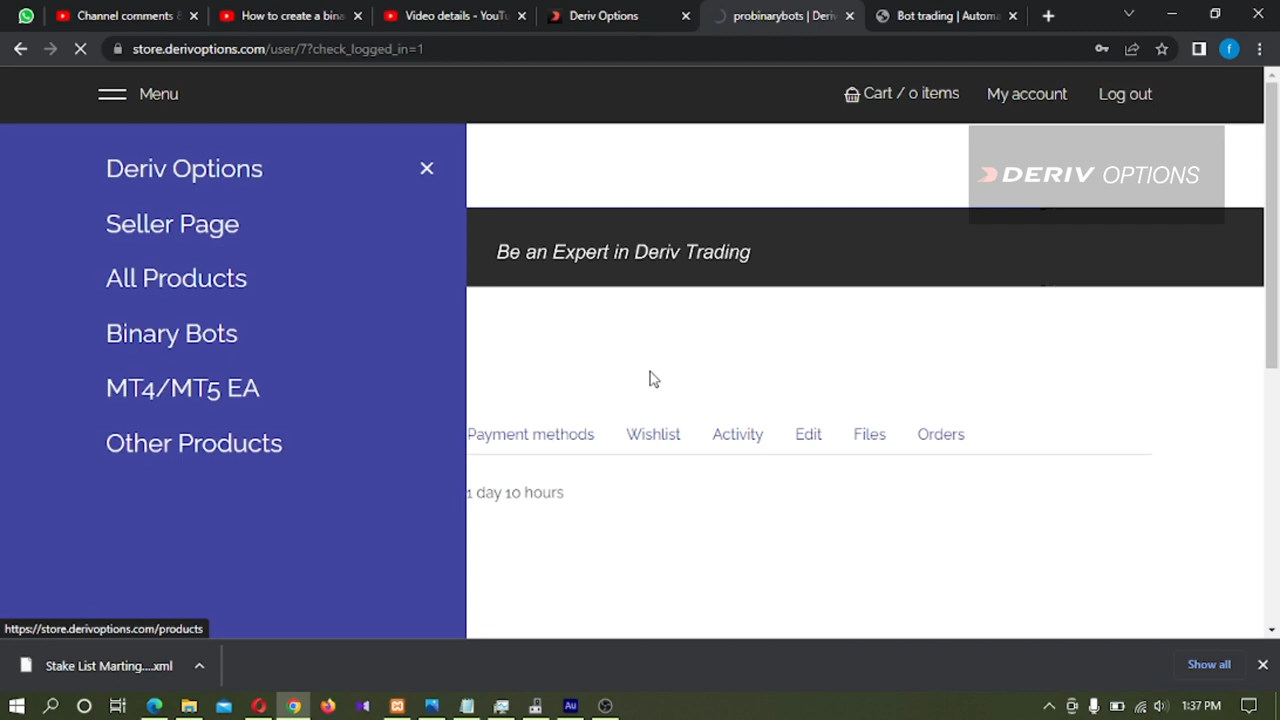 Channel comments &
How to create a bina
Video details - YouTu
Deriv Options
probinarybots | Deriv
Bot trading | Automa
store.derivoptions.com/user/7?check_logged_in=1
f
Menu
Cart / 0 items
My account
Log out
Deriv Options
DERIV OPTIONS
Seller Page
Be an Expert in Deriv Trading
All Products
Binary Bots
MT4/MT5 EA
Other Products
Payment methods
Wishlist
Activity
Edit
Files
Orders
1 day 10 hours
https://store.derivoptions.com/products
Stake List Marting....xml
Show all
Au
1:37 PM